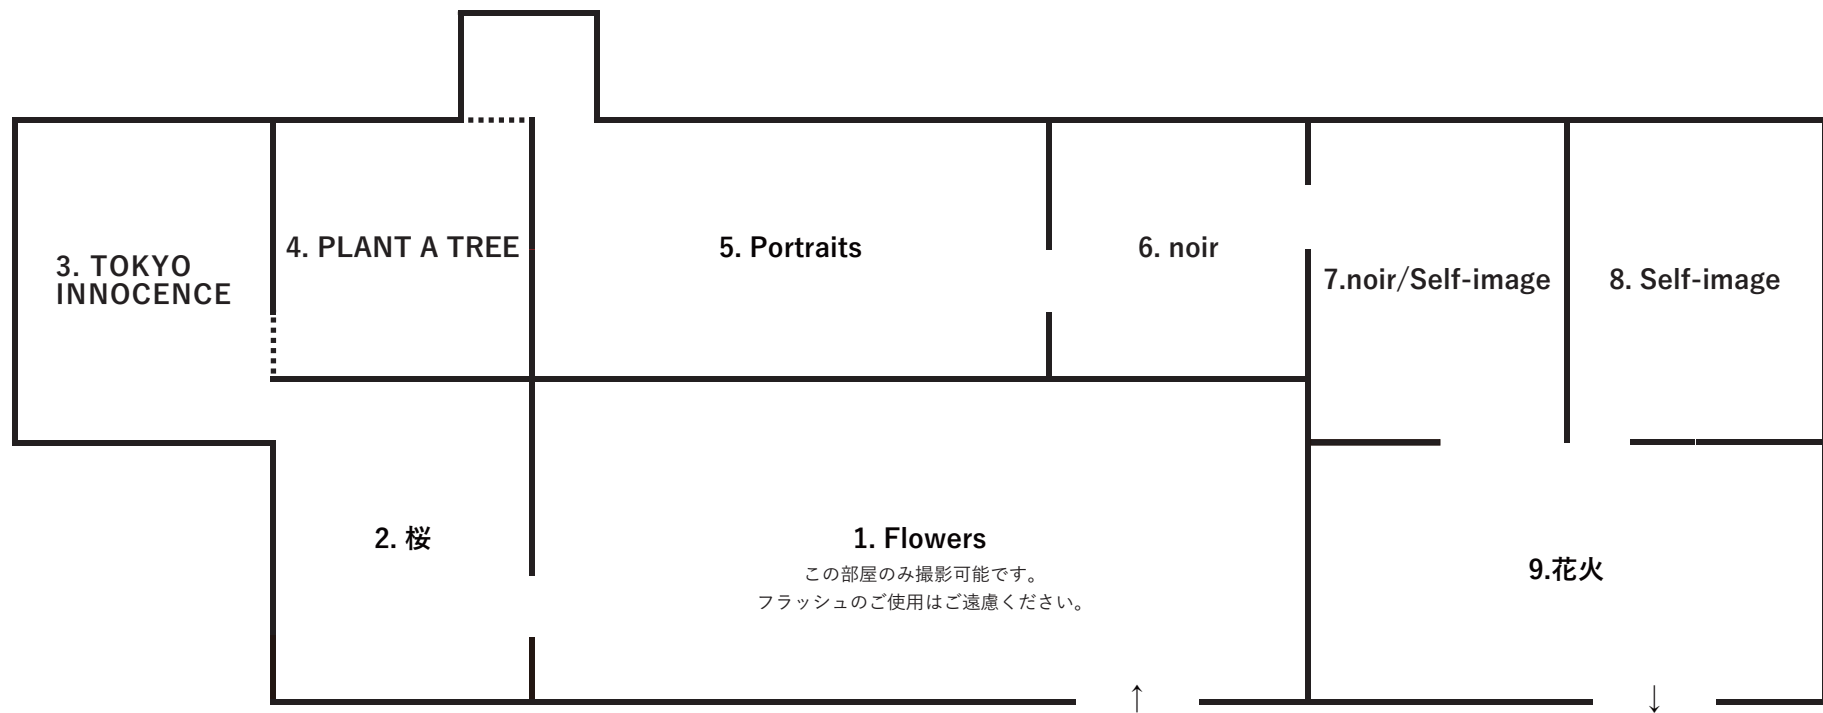 3. TOKYO
INNOCENCE
4. PLANT A TREE
5. Portraits
6. noir
7.noir/Self-image
8. Self-image
2. 桜
1. Flowers
この部屋のみ撮影可能です。
フラッシュのご使用はご遠慮ください。
9.花火
↑
↓